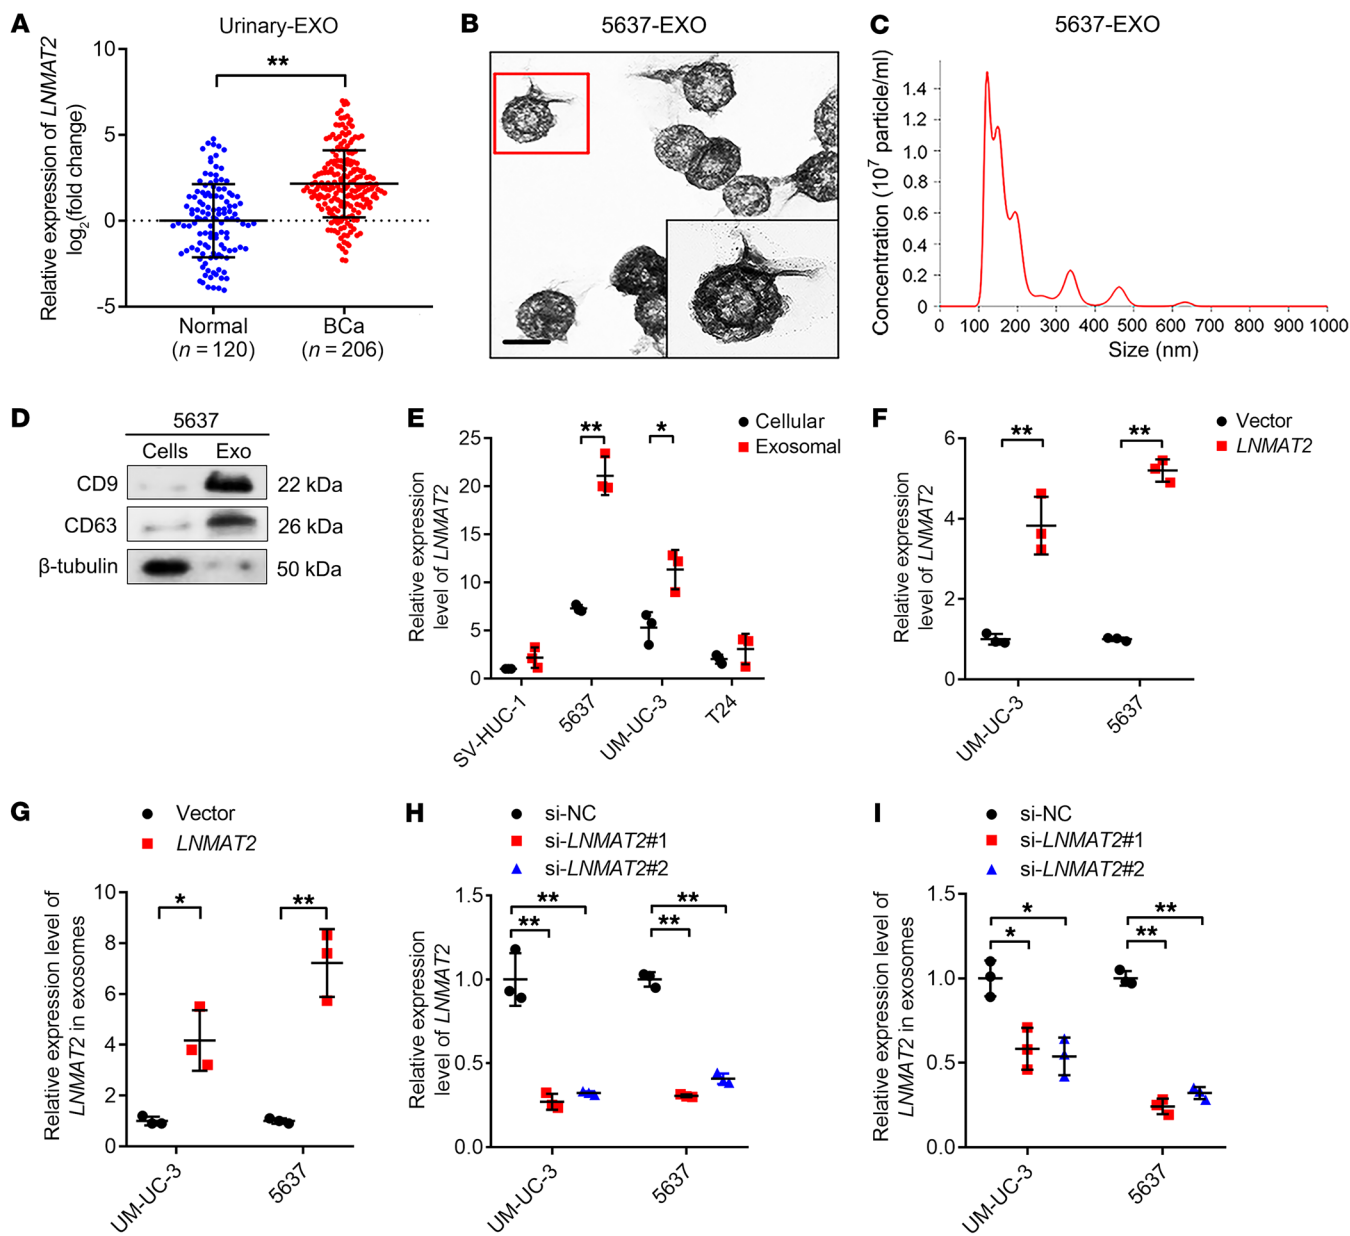 A
Urinary-EXO
Relative expression of LNMAT2
log2(fold change)
10
5
0
-5
**
Normal
(n = 120)
BCa
(n = 206)
B
5637-EXO
C
5637-EXO
Concentration (10⁷ particle/ml)
1.4
1.2
1.0
0.8
0.6
0.4
0.2
0
0 100 200 300 400 500 600 700 800 900 1000
Size (nm)
D
5637
Cells Exo
CD9 22 kDa
CD63 26 kDa
β-tubulin 50 kDa
E
Cellular
Exosomal
Relative expression
level of LNMAT2
25
20
15
10
5
0
** *
SV-HUC-1 5637 UM-UC-3 T24
F
Vector
LNMAT2
Relative expression
level of LNMAT2
6
4
2
0
** **
UM-UC-3 5637
G
Vector
LNMAT2
Relative expression level of
LNMAT2 in exosomes
10
8
6
4
2
0
* **
UM-UC-3 5637
H
si-NC
si-LNMAT2#1
si-LNMAT2#2
Relative expression
level of LNMAT2
1.5
1.0
0.5
0.0
** **
** **
UM-UC-3 5637
I
si-NC
si-LNMAT2#1
si-LNMAT2#2
Relative expression level of
LNMAT2 in exosomes
1.5
1.0
0.5
0.0
* **
* **
UM-UC-3 5637